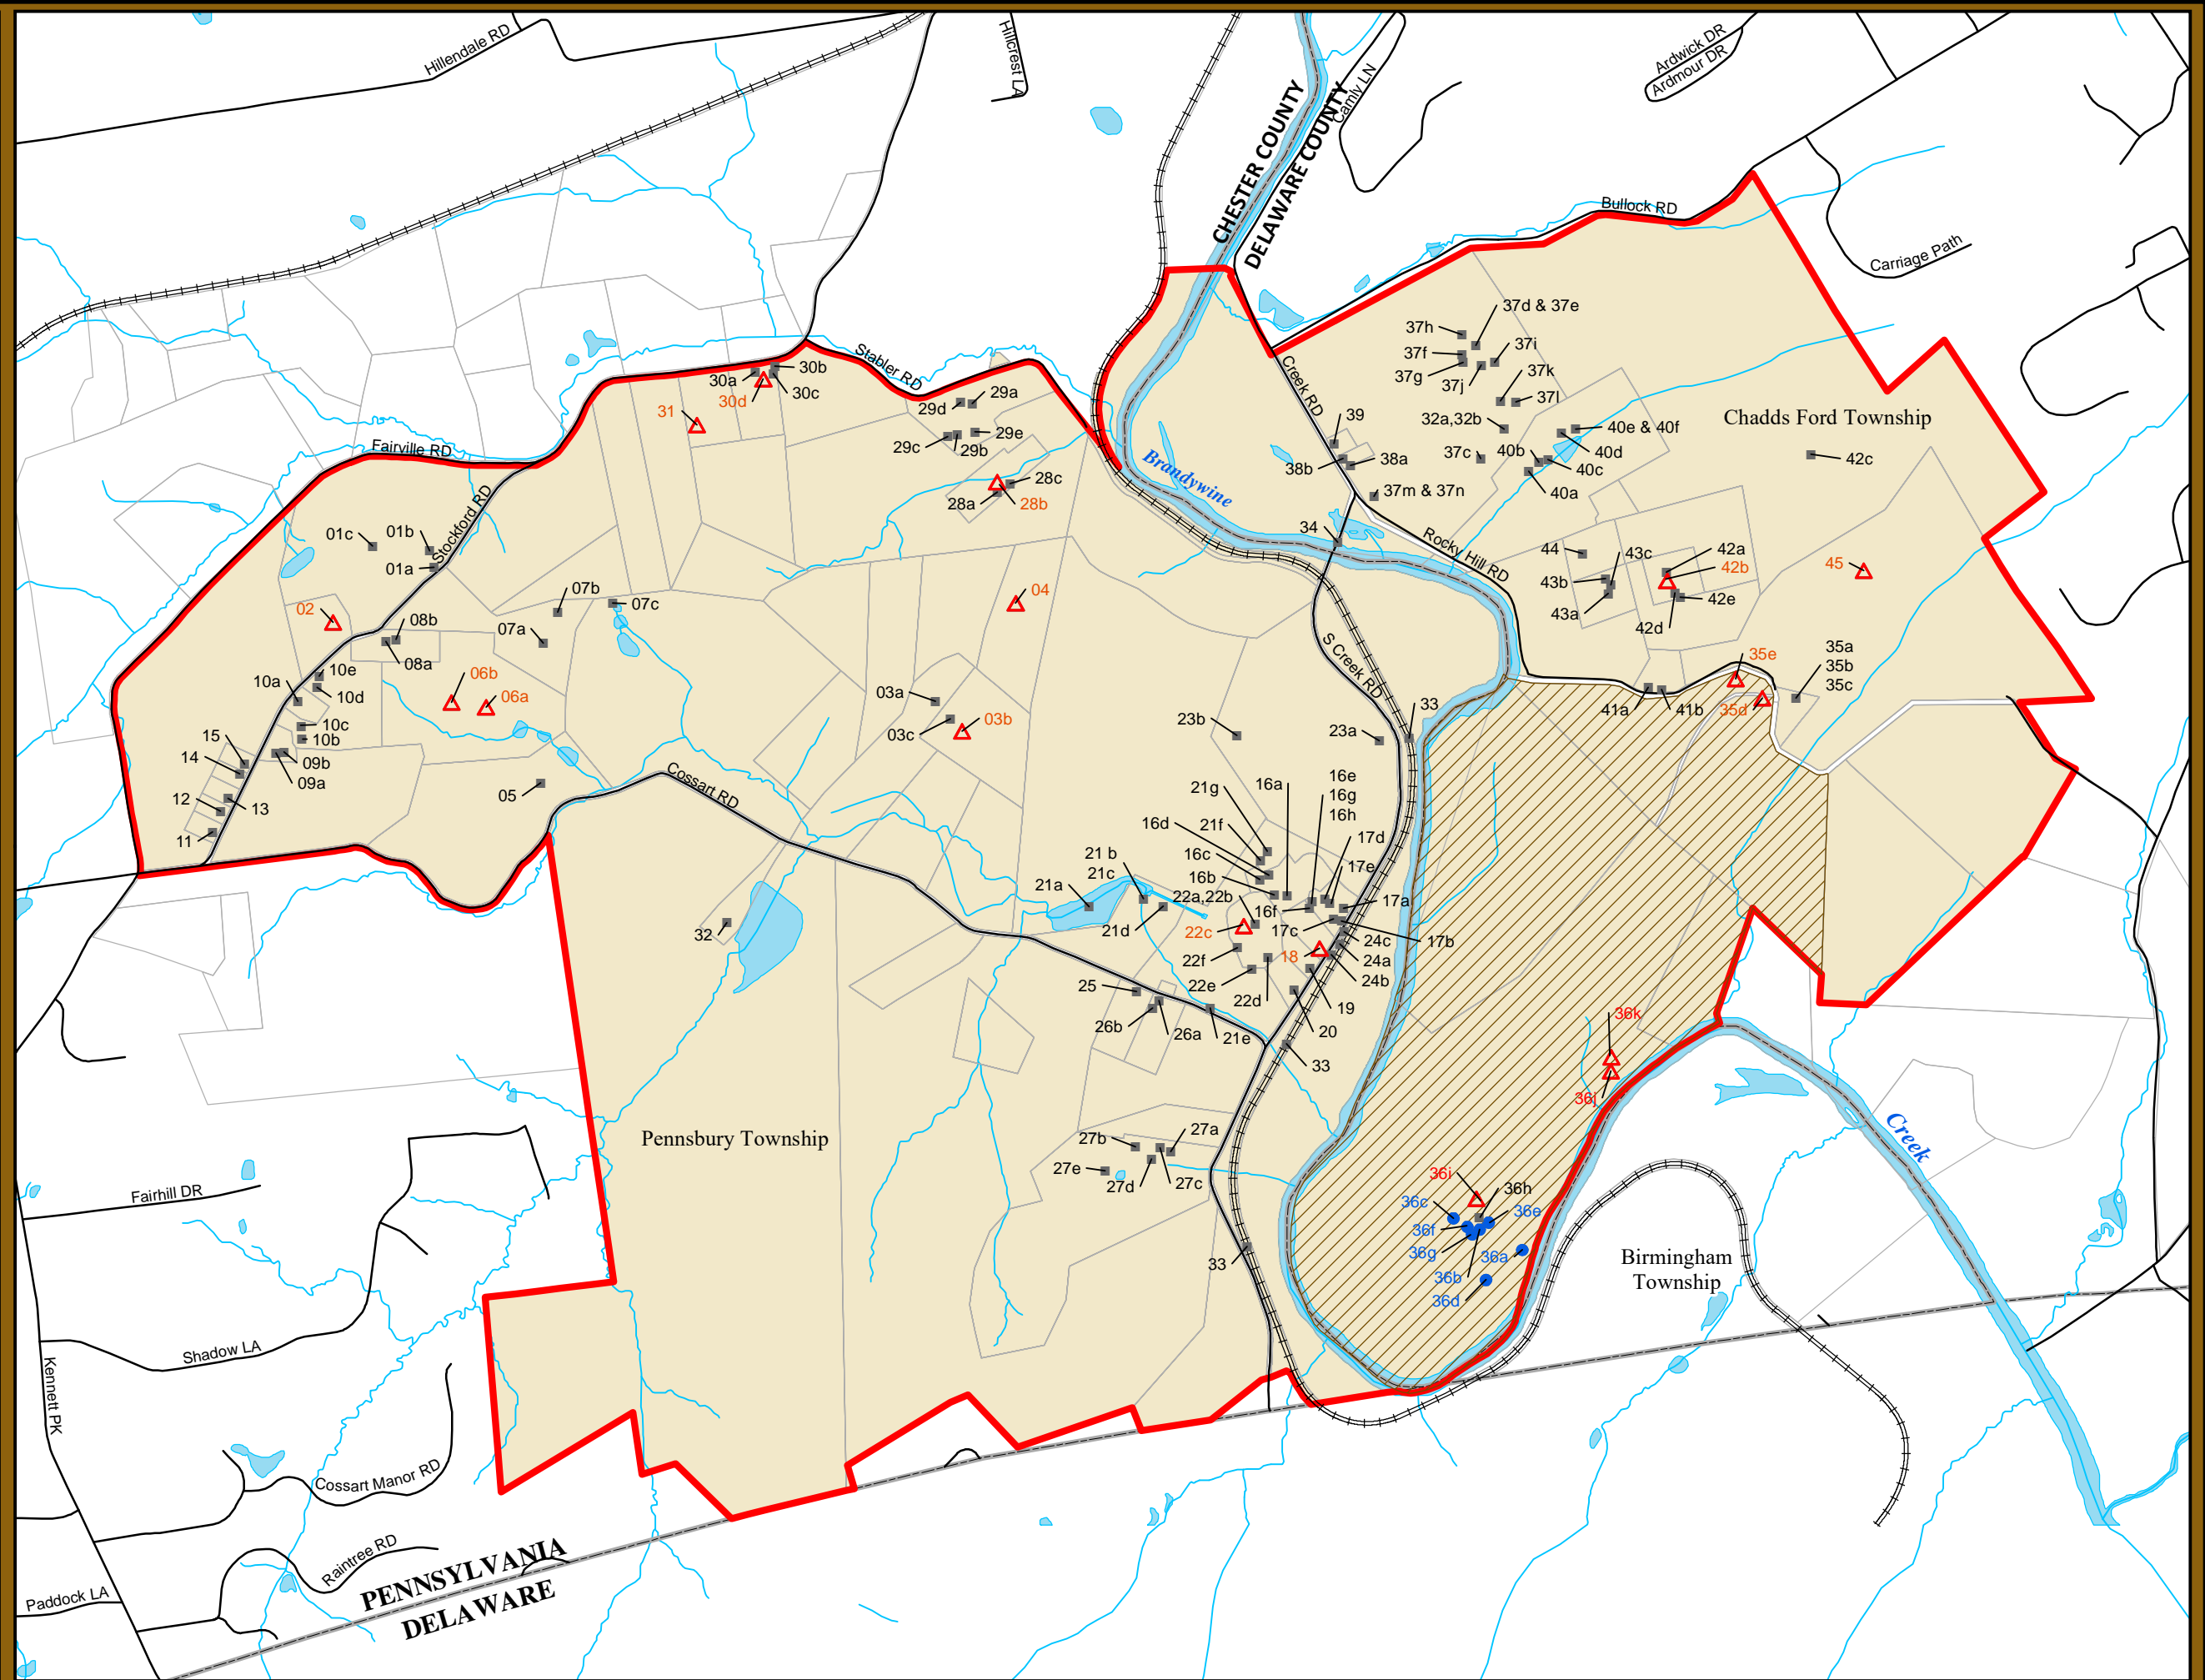 Hillendale RD
Hillcrest LA
CHESTER COUNTY
DELAWARE COUNTY
Camly LN
Ardwick DR
Ardmour DR
Bullock RD
Carriage Path
Stabler RD
Fairville RD
Stockford RD
Creek RD
Brandywine
Rocky Hill RD
S Creek RD
Cossart RD
Chadds Ford Township
30a
30b
30c
30d
31
29d
29a
29c
29b
29e
28a
28c
28b
37d & 37e
37h
37i
37f
37g
37j
37k
37l
32a,32b
39
38b
38a
37c
37m & 37n
40e & 40f
40d
40b
40c
40a
42c
34
44
43c
43b
43a
42a
42b
42e
42d
45
35e
35a
35b
35c
35d
41a
41b
01c
01b
01a
02
07b
07c
07a
08b
08a
04
06b
06a
10a
10e
10d
10c
10b
15
14
09b
09a
12
13
11
05
03a
03c
03b
23b
23a
33
21g
16a
16e
16g
16h
16d
21f
17d
16c
17e
16b
21 b
21c
21a
22a,22b
16f
17a
21d
22c
17c
17b
24c
18
24a
22f
24b
22e
22d
19
20
32
25
26b
26a
21e
33
36k
36j
Pennsbury Township
27b
27a
27e
27d
27c
33
36i
36h
36c
36e
36f
36g
36a
36b
36d
Birmingham
Township
Creek
Fairhill DR
Shadow LA
Kennett PK
Cossart Manor RD
Raintree RD
Paddock LA
PENNSYLVANIA
DELAWARE